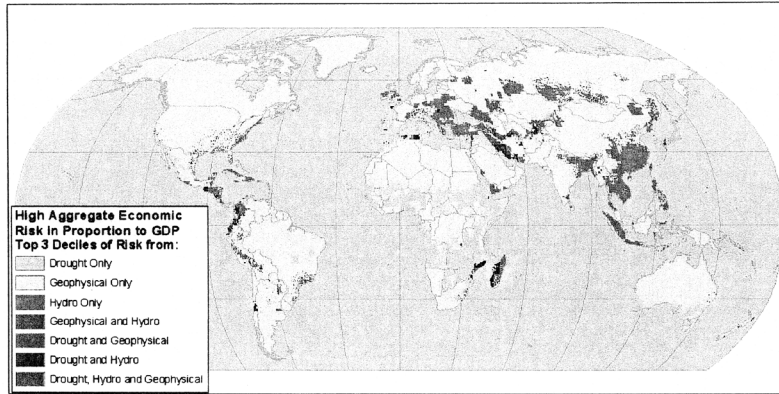 High Aggregate Economic
Risk in Proportion to GDP
Top 3 Deciles of Risk from:
Drought Only
Geophysical Only
Hydro Only
Geophysical and Hydro
Drought and Geophysical
Drought and Hydro
Drought, Hydro and Geophysical